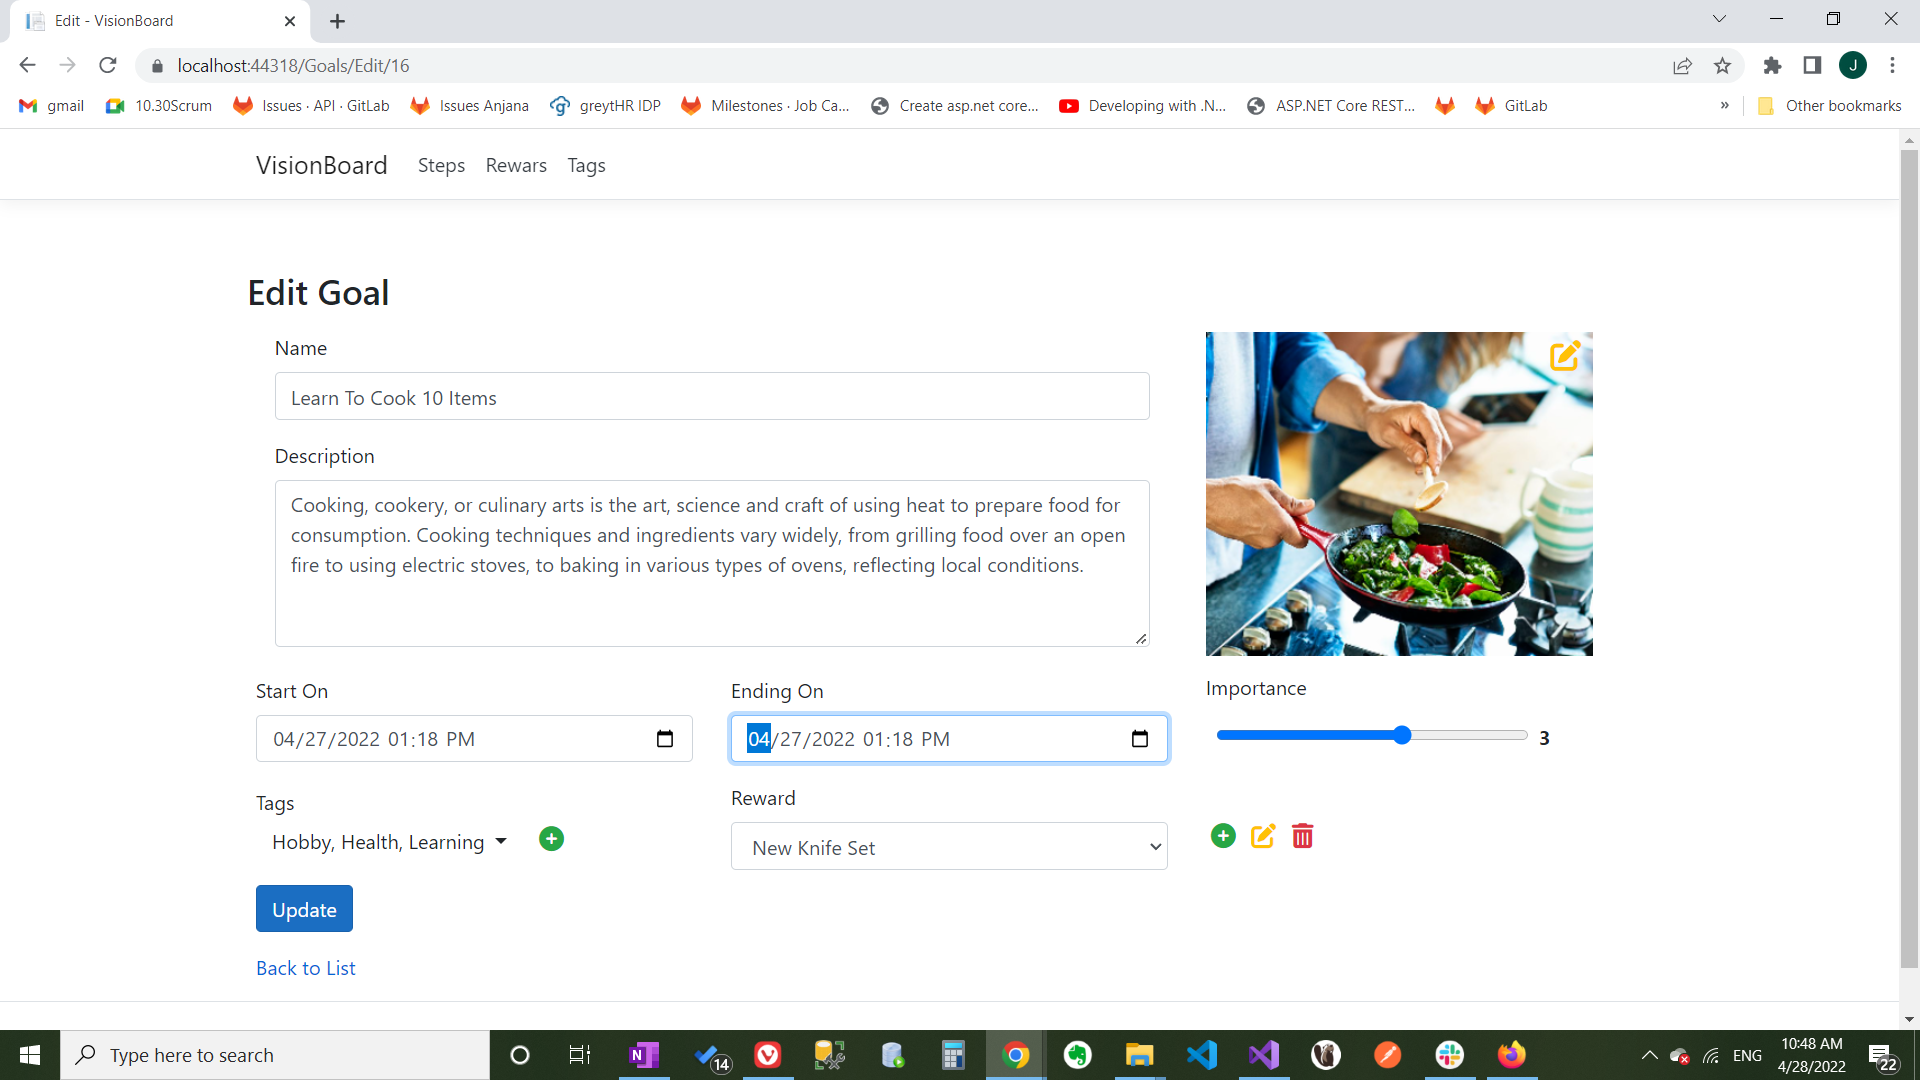 Edit - VisionBoard
localhost:44318/Goals/Edit/16
J
gmail
10.30Scrum
Issues · API · GitLab
Issues Anjana
greytHR IDP
Milestones · Job Ca...
Create asp.net core...
Developing with .N...
ASP.NET Core REST...
GitLab
»
Other bookmarks
VisionBoard
Steps
Rewars
Tags
Edit Goal
Name
Learn To Cook 10 Items
Description
Cooking, cookery, or culinary arts is the art, science and craft of using heat to prepare food for
consumption. Cooking techniques and ingredients vary widely, from grilling food over an open
fire to using electric stoves, to baking in various types of ovens, reflecting local conditions.
Start On
04/27/2022 01:18 PM
Ending On
04/27/2022 01:18 PM
Importance
3
Tags
Hobby, Health, Learning
Reward
New Knife Set
Update
Back to List
Type here to search
N
14
ENG
10:48 AM
4/28/2022
22